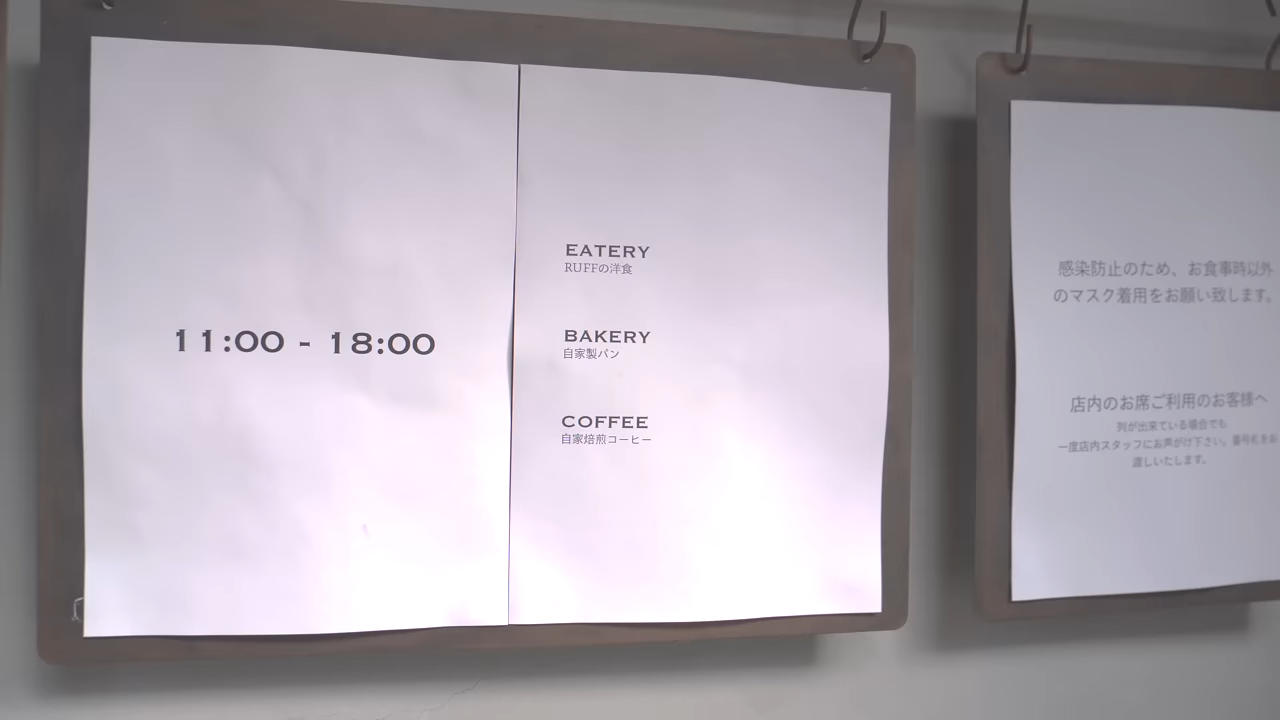 11:00 - 18:00
EATERY
RUFFの洋食
BAKERY
自家製パン
COFFEE
自家焙煎コーヒー
感染防止のため、お食事時以外
のマスク着用をお願い致します。
店内のお席ご利用のお客様へ
列が出来ている場合でも
一度店内スタッフにお声がけ下さい。番号札をお
渡しいたします。